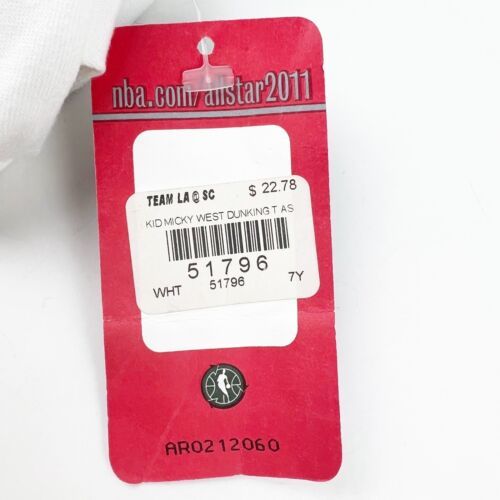 nba.com/allstar2011
TEAM LA @ SC $ 22.78
KID MICKY WEST DUNKING T AS
51796
WHT 51796 7Y
AR0212060